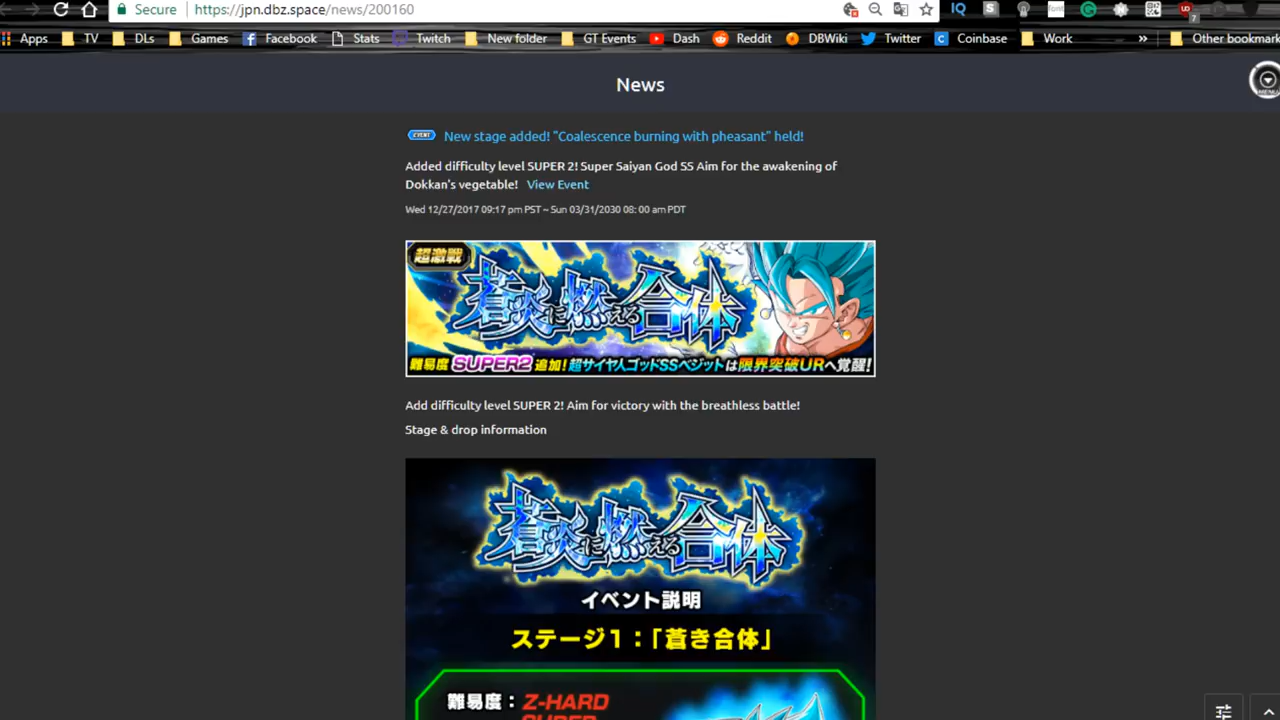 Secure https://jpn.dbz.space/news/200160
Apps TV DLs Games Facebook Stats Twitch New folder GT Events Dash Reddit DBWiki Twitter Coinbase Work » Other bookmark
News
MENU
EVENT New stage added! "Coalescence burning with pheasant" held!
Added difficulty level SUPER 2! Super Saiyan God SS Aim for the awakening of
Dokkan's vegetable! View Event
Wed 12/27/2017 09:17 pm PST ~ Sun 03/31/2030 08: 00 am PDT
超激戦
蒼炎に燃える合体
難易度 SUPER2 追加!超サイヤ人ゴッドSSベジットは限界突破URへ覚醒!
Add difficulty level SUPER 2! Aim for victory with the breathless battle!
Stage & drop information
蒼炎に燃える合体
イベント説明
ステージ1:「蒼き合体」
難易度: Z-HARD
SUPER